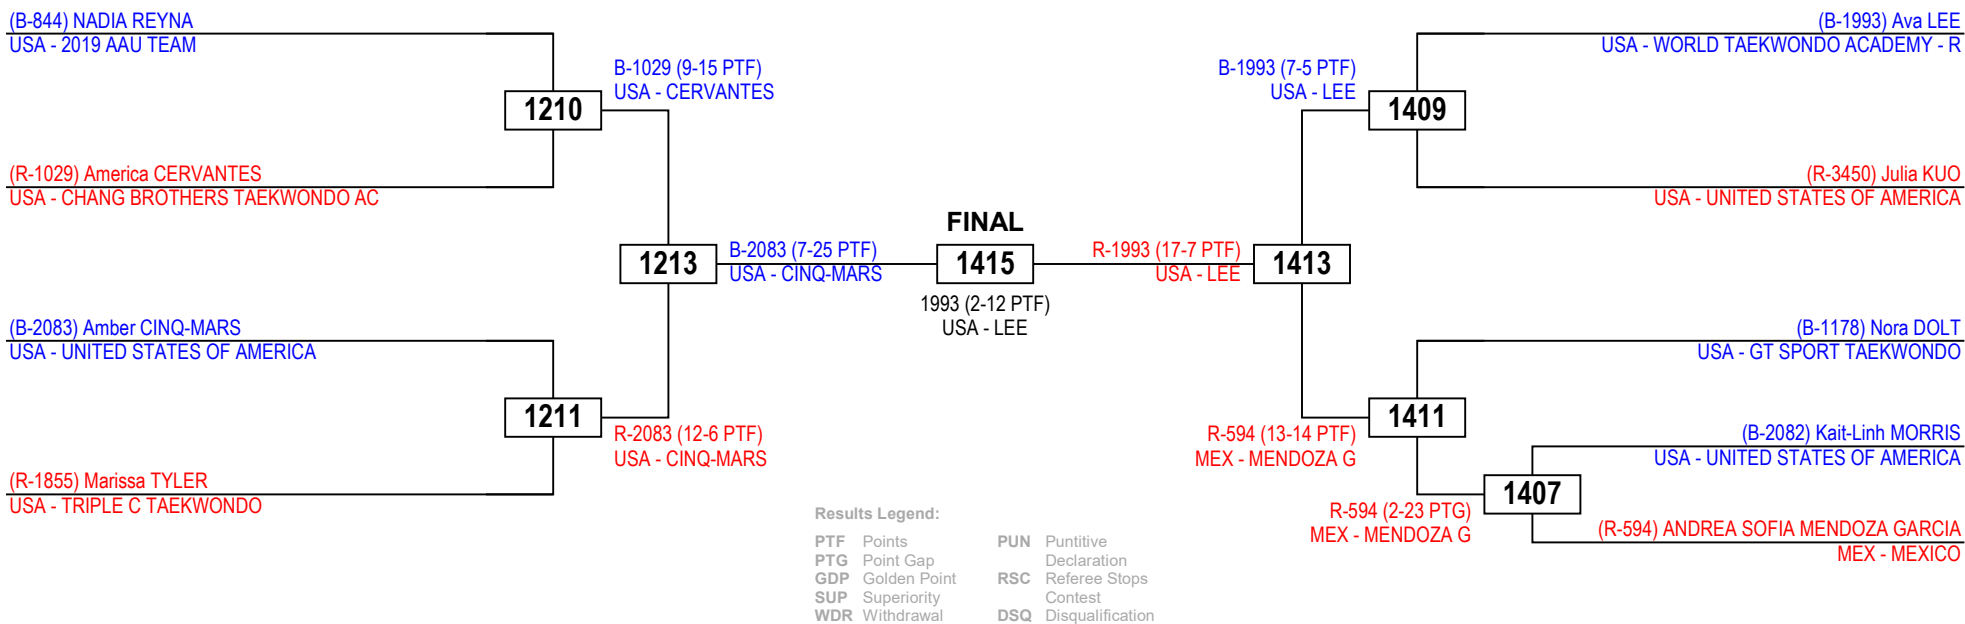 (B-844) NADIA REYNA
USA - 2019 AAU TEAM
(R-1029) America CERVANTES
USA - CHANG BROTHERS TAEKWONDO AC
(B-2083) Amber CINQ-MARS
USA - UNITED STATES OF AMERICA
(R-1855) Marissa TYLER
USA - TRIPLE C TAEKWONDO
1210
B-1029 (9-15 PTF)
USA - CERVANTES
1211
R-2083 (12-6 PTF)
USA - CINQ-MARS
1213
B-2083 (7-25 PTF)
USA - CINQ-MARS
FINAL
1415
1993 (2-12 PTF)
USA - LEE
R-1993 (17-7 PTF)
USA - LEE
1413
B-1993 (7-5 PTF)
USA - LEE
1409
R-594 (13-14 PTF)
MEX - MENDOZA G
1411
R-594 (2-23 PTG)
MEX - MENDOZA G
1407
(B-1993) Ava LEE
USA - WORLD TAEKWONDO ACADEMY - R
(R-3450) Julia KUO
USA - UNITED STATES OF AMERICA
(B-1178) Nora DOLT
USA - GT SPORT TAEKWONDO
(B-2082) Kait-Linh MORRIS
USA - UNITED STATES OF AMERICA
(R-594) ANDREA SOFIA MENDOZA GARCIA
MEX - MEXICO
Results Legend:
PTF Points
PTG Point Gap
GDP Golden Point
SUP Superiority
WDR Withdrawal
PUN Puntitive
Declaration
RSC Referee Stops
Contest
DSQ Disqualification